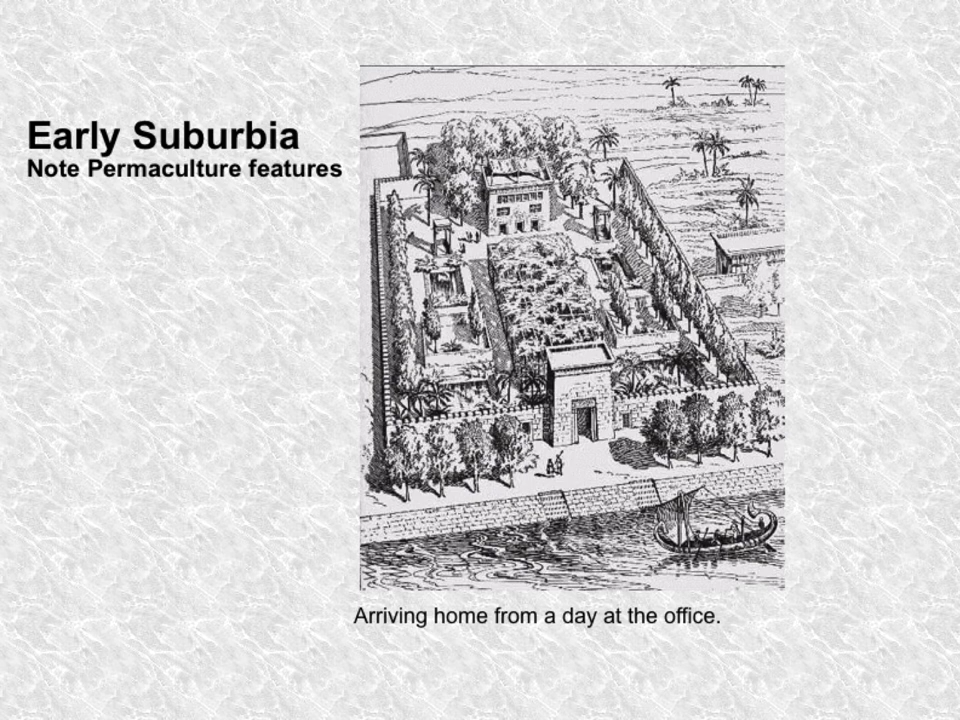 Early Suburbia
Note Permaculture features
Arriving home from a day at the office.